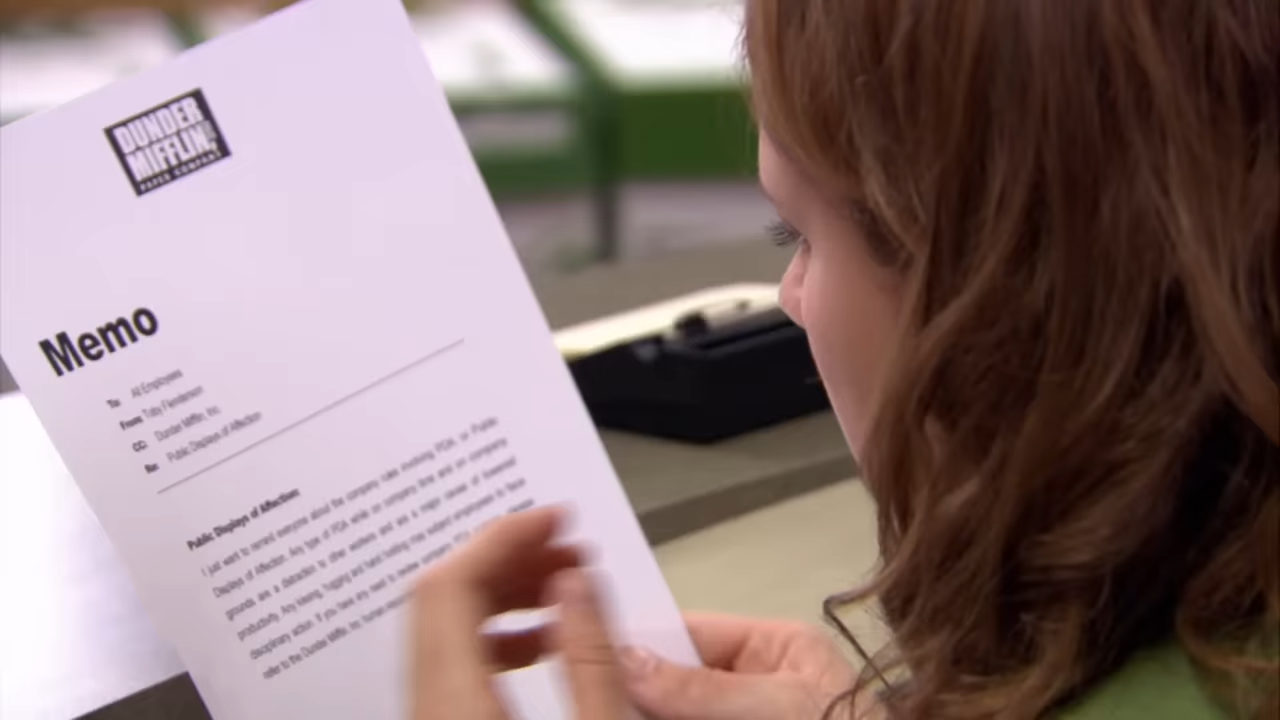 DUNDER
MIFFLIN INC
PAPER COMPANY
Memo
To: All Employees
From: Toby Flenderson
CC: Dunder Mifflin, Inc.
Re: Public Displays of Affection
Public Displays of Affection:
I just want to remind everyone about the company rules involving PDA, or Public
Displays of Affection. Any type of PDA while on company time and on company
grounds are a distraction to other workers and are a major cause of lowered
productivity. Any kissing, hugging and hand holding may subject employees to face
disciplinary action. If you have any need to review company
refer to the Dunder Mifflin, Inc. human